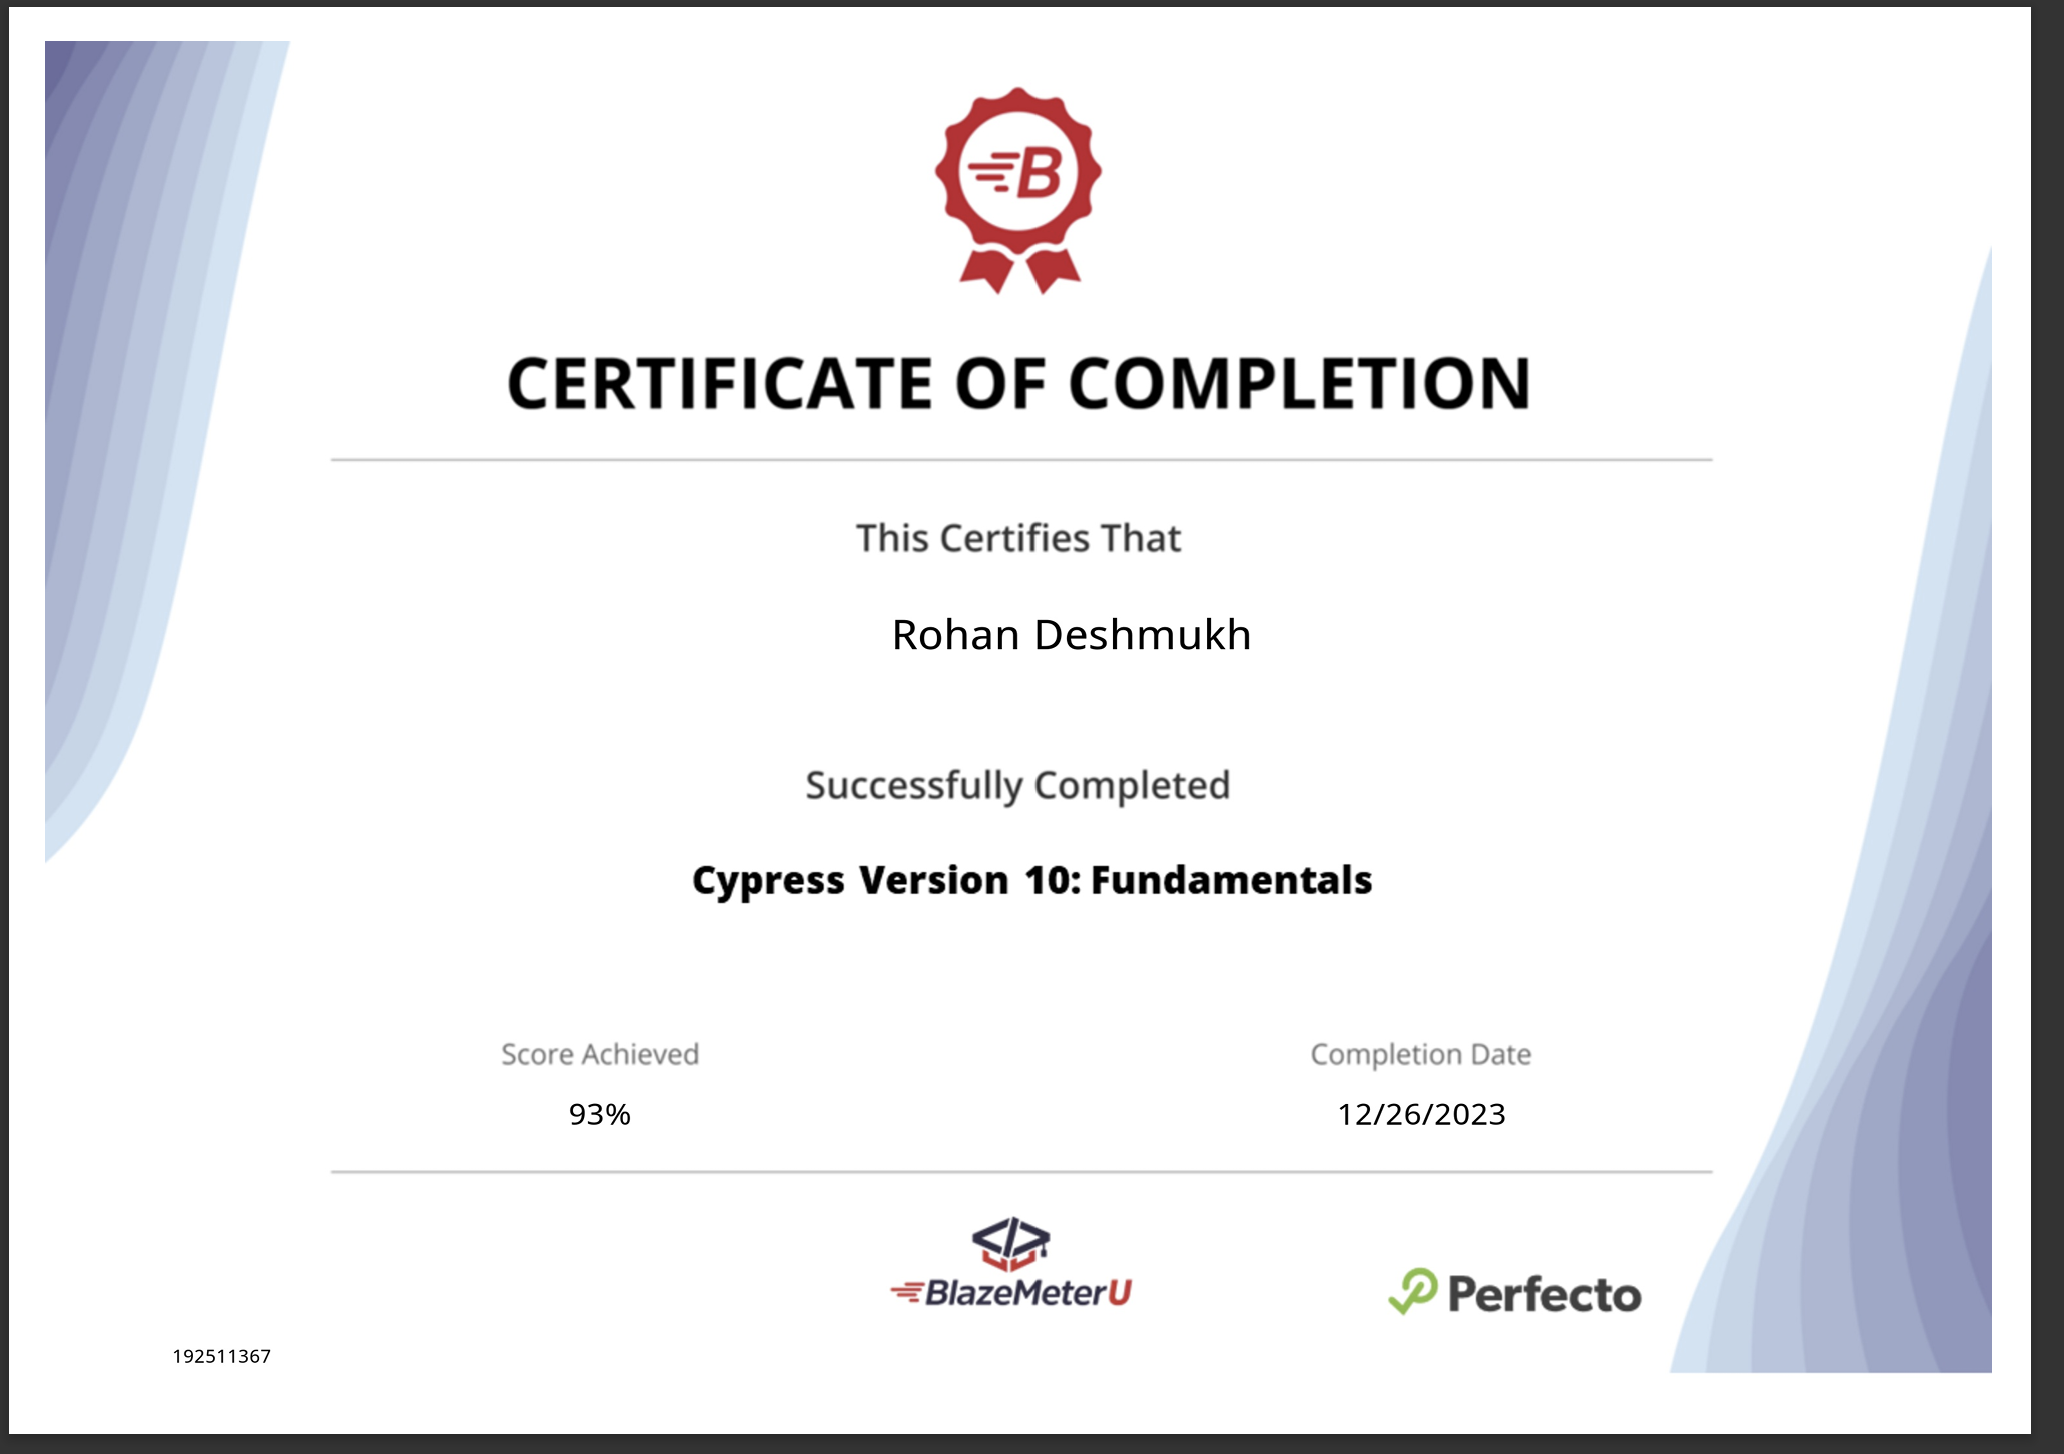 B
CERTIFICATE OF COMPLETION
This Certifies That
Rohan Deshmukh
Successfully Completed
Cypress Version 10: Fundamentals
Score Achieved
Completion Date
93%
12/26/2023
BlazeMeterU
Perfecto
192511367